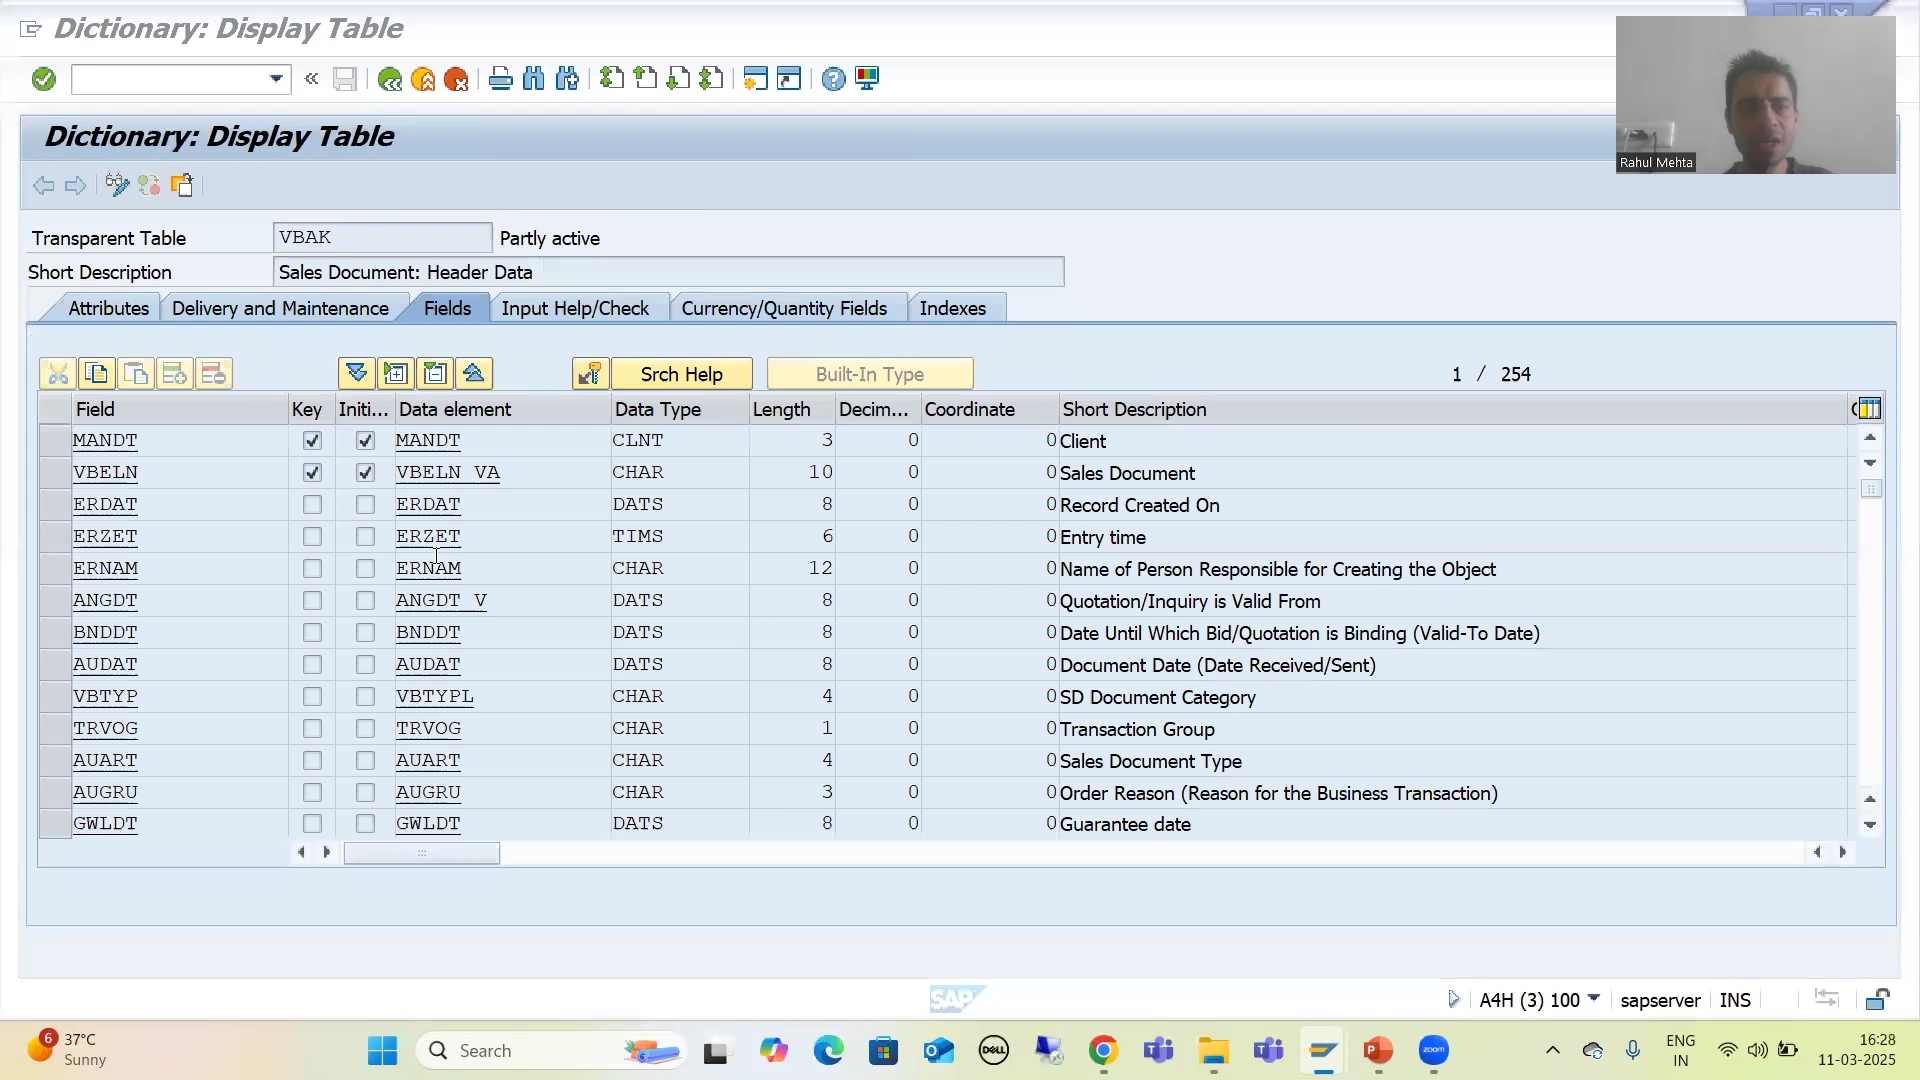 Dictionary: Display Table
Dictionary: Display Table
Rahul Mehta
Transparent Table VBAK Partly active
Short Description Sales Document: Header Data
Attributes Delivery and Maintenance Fields Input Help/Check Currency/Quantity Fields Indexes
Srch Help Built-In Type 1 / 254
Field Key Initi... Data element Data Type Length Decim... Coordinate Short Description
MANDT MANDT CLNT 3 0 0 Client
VBELN VBELN_VA CHAR 10 0 0 Sales Document
ERDAT ERDAT DATS 8 0 0 Record Created On
ERZET ERZET TIMS 6 0 0 Entry time
ERNAM ERNAM CHAR 12 0 0 Name of Person Responsible for Creating the Object
ANGDT ANGDT_V DATS 8 0 0 Quotation/Inquiry is Valid From
BNDDT BNDDT DATS 8 0 0 Date Until Which Bid/Quotation is Binding (Valid-To Date)
AUDAT AUDAT DATS 8 0 0 Document Date (Date Received/Sent)
VBTYP VBTYPL CHAR 4 0 0 SD Document Category
TRVOG TRVOG CHAR 1 0 0 Transaction Group
AUART AUART CHAR 4 0 0 Sales Document Type
AUGRU AUGRU CHAR 3 0 0 Order Reason (Reason for the Business Transaction)
GWLDT GWLDT DATS 8 0 0 Guarantee date
SAP A4H (3) 100 sapserver INS
6 37°C
Sunny
Search
DELL
zoom
ENG
IN
16:28
11-03-2025